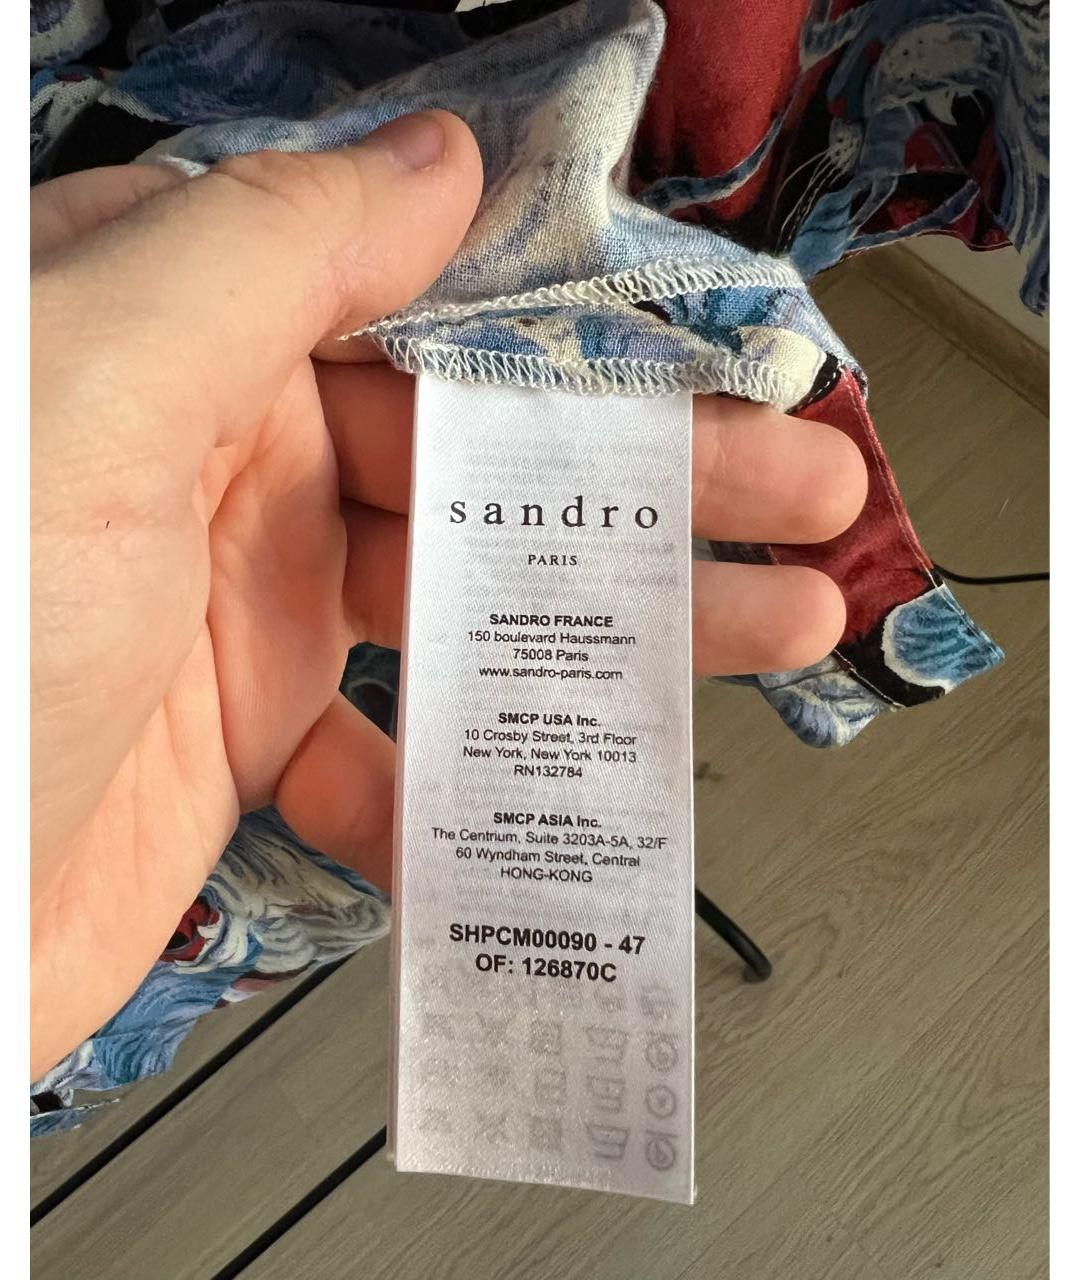 sandro
PARIS
SANDRO FRANCE
150 boulevard Haussmann
75008 Paris
www.sandro-paris.com
SMCP USA Inc.
10 Crosby Street, 3rd Floor
New York, New York 10013
RN132784
SMCP ASIA Inc.
The Centrium, Suite 3203A-5A, 32/F
60 Wyndham Street, Central
HONG-KONG
SHPCM00090 - 47
OF: 126870C